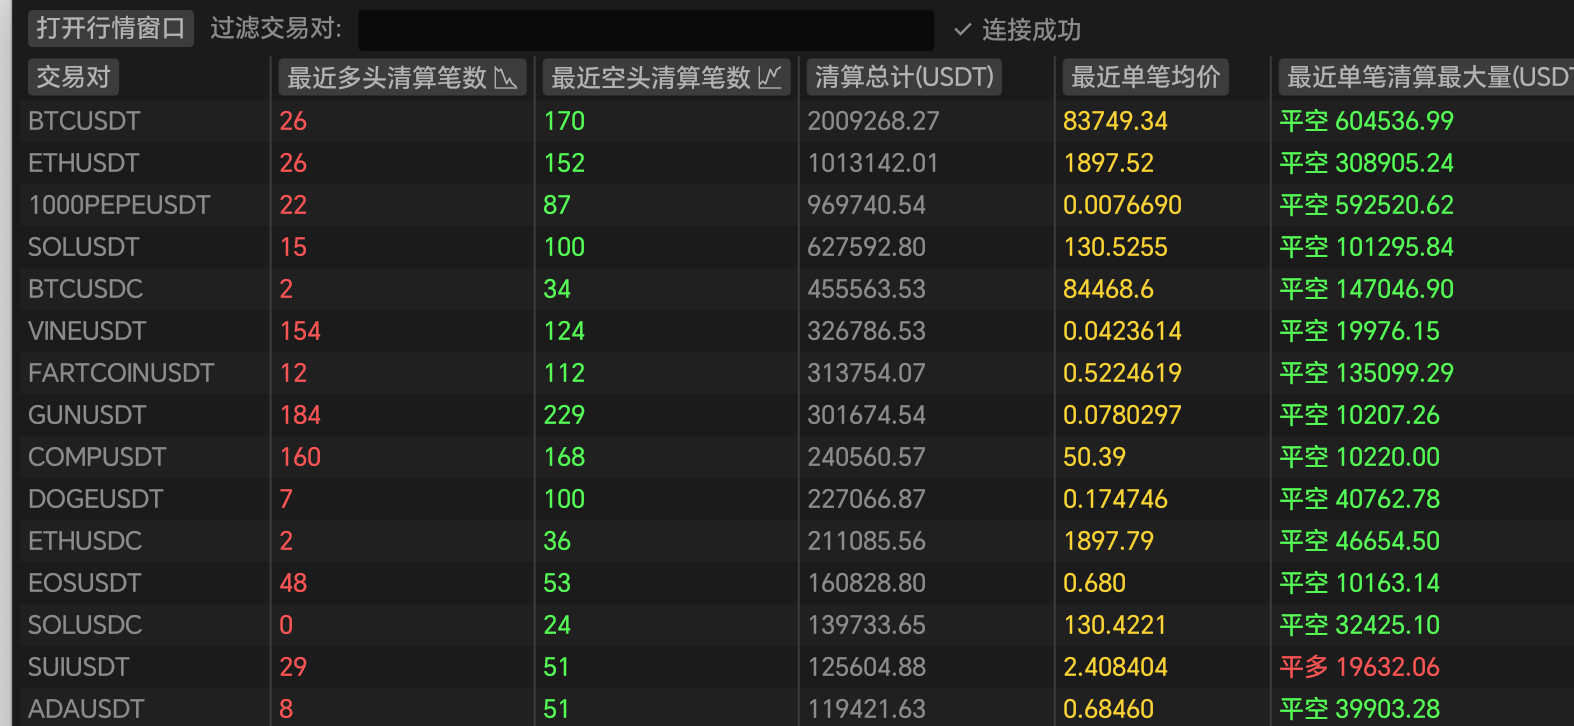 打开行情窗口 过滤交易对: ✓ 连接成功
交易对 最近多头清算笔数 最近空头清算笔数 清算总计(USDT) 最近单笔均价 最近单笔清算最大量(USDT
BTCUSDT 26 170 2009268.27 83749.34 平空 604536.99
ETHUSDT 26 152 1013142.01 1897.52 平空 308905.24
1000PEPEUSDT 22 87 969740.54 0.0076690 平空 592520.62
SOLUSDT 15 100 627592.80 130.5255 平空 101295.84
BTCUSDC 2 34 455563.53 84468.6 平空 147046.90
VINEUSDT 154 124 326786.53 0.0423614 平空 19976.15
FARTCOINUSDT 12 112 313754.07 0.5224619 平空 135099.29
GUNUSDT 184 229 301674.54 0.0780297 平空 10207.26
COMPUSDT 160 168 240560.57 50.39 平空 10220.00
DOGEUSDT 7 100 227066.87 0.174746 平空 40762.78
ETHUSDC 2 36 211085.56 1897.79 平空 46654.50
EOSUSDT 48 53 160828.80 0.680 平空 10163.14
SOLUSDC 0 24 139733.65 130.4221 平空 32425.10
SUIUSDT 29 51 125604.88 2.408404 平多 19632.06
ADAUSDT 8 51 119421.63 0.68460 平空 39903.28